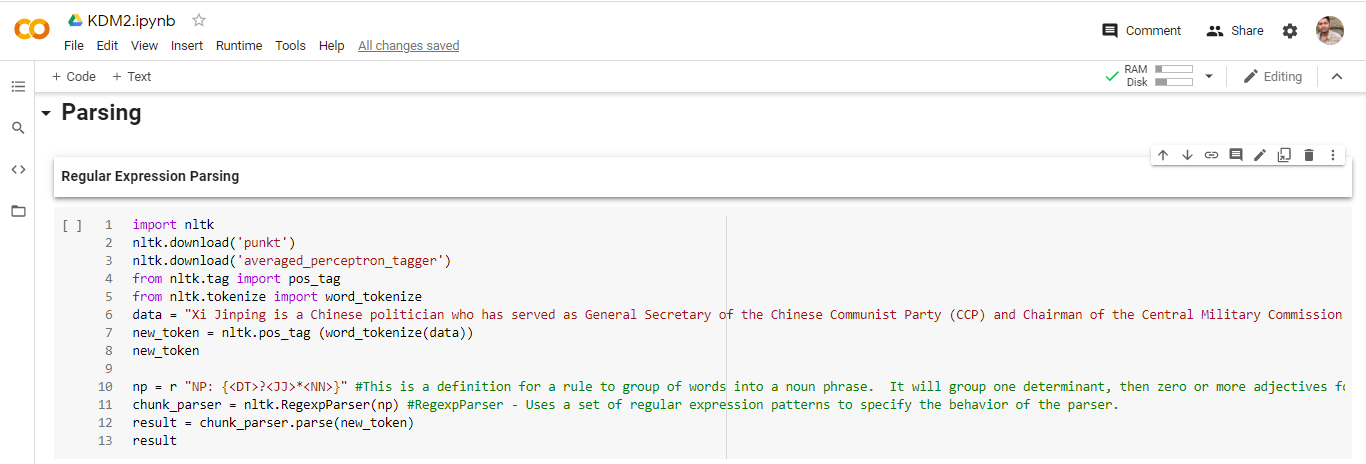 KDM2.ipynb
File Edit View Insert Runtime Tools Help All changes saved
Comment Share
+ Code + Text
RAM
Disk
Editing
Parsing
Regular Expression Parsing
[ ] 1 import nltk
2 nltk.download('punkt')
3 nltk.download('averaged_perceptron_tagger')
4 from nltk.tag import pos_tag
5 from nltk.tokenize import word_tokenize
6 data = "Xi Jinping is a Chinese politician who has served as General Secretary of the Chinese Communist Party (CCP) and Chairman of the Central Military Commission
7 new_token = nltk.pos_tag (word_tokenize(data))
8 new_token
9
10 np = r "NP: {<DT>?<JJ>*<NN>}" #This is a definition for a rule to group of words into a noun phrase.  It will group one determinant, then zero or more adjectives fo
11 chunk_parser = nltk.RegexpParser(np) #RegexpParser - Uses a set of regular expression patterns to specify the behavior of the parser.
12 result = chunk_parser.parse(new_token)
13 result